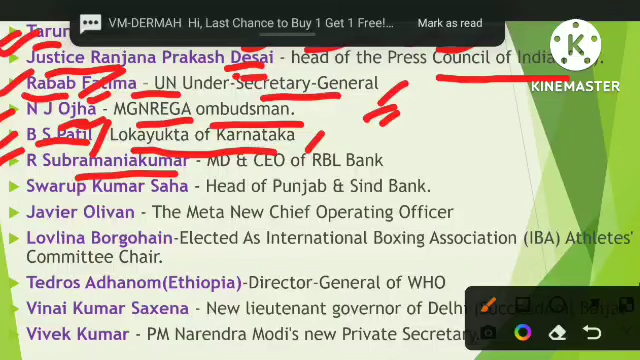 VM-DERMAH Hi, Last Chance to Buy 1 Get 1 Free!...
Mark as read
Tarun
Justice Ranjana Prakash Desai - head of the Press Council of India
Rabab Fatima – UN Under-Secretary-General
N J Ojha - MGNREGA ombudsman.
B S Patil - Lokayukta of Karnataka
R Subramaniakumar - MD & CEO of RBL Bank
Swarup Kumar Saha - Head of Punjab & Sind Bank.
Javier Olivan - The Meta New Chief Operating Officer
Lovlina Borgohain-Elected As International Boxing Association (IBA) Athletes'
Committee Chair.
Tedros Adhanom(Ethiopia)-Director-General of WHO
Vinai Kumar Saxena - New lieutenant governor of Delhi
Vivek Kumar - PM Narendra Modi's new Private Secretary.
K
KINEMASTER